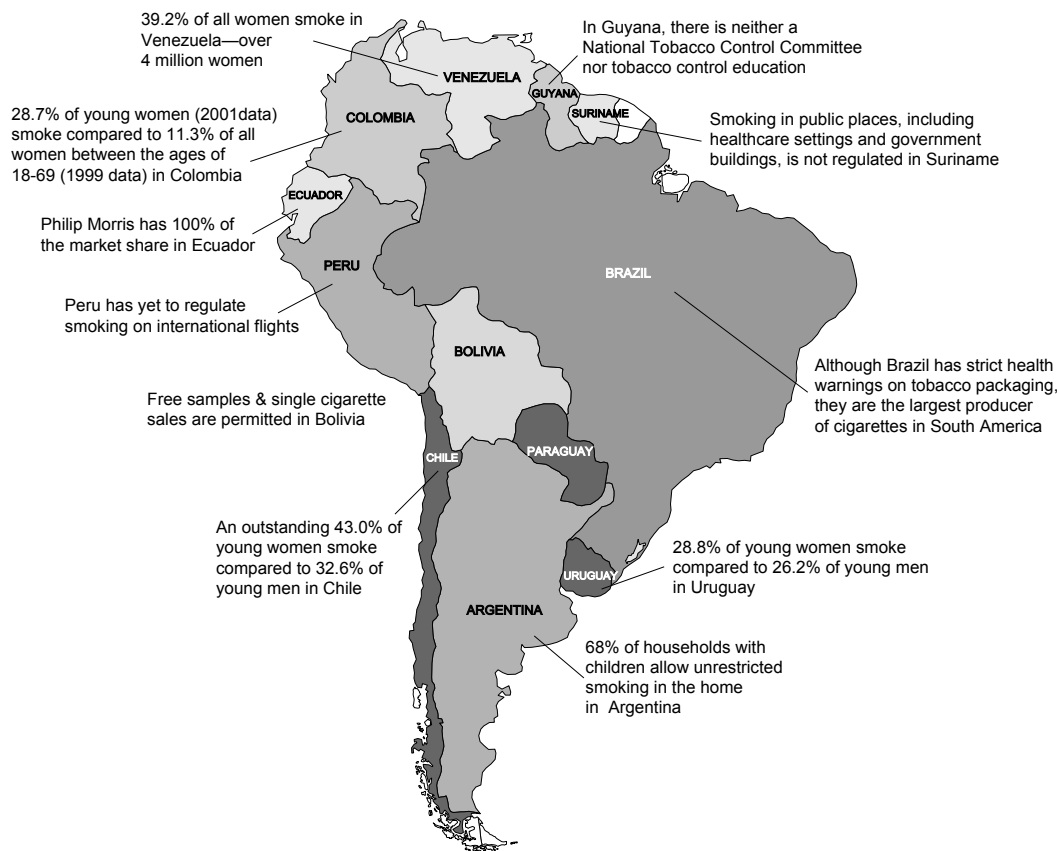 39.2% of all women smoke in
Venezuela—over
4 million women
In Guyana, there is neither a
National Tobacco Control Committee
nor tobacco control education
VENEZUELA
GUYANA
SURINAME
COLOMBIA
28.7% of young women (2001data)
smoke compared to 11.3% of all
women between the ages of
18-69 (1999 data) in Colombia
Smoking in public places, including
healthcare settings and government
buildings, is not regulated in Suriname
ECUADOR
Philip Morris has 100% of
the market share in Ecuador
PERU
BRAZIL
Peru has yet to regulate
smoking on international flights
BOLIVIA
Although Brazil has strict health
warnings on tobacco packaging,
they are the largest producer
of cigarettes in South America
Free samples & single cigarette
sales are permitted in Bolivia
CHILE
PARAGUAY
An outstanding 43.0% of
young women smoke
compared to 32.6% of
young men in Chile
28.8% of young women smoke
compared to 26.2% of young men
in Uruguay
URUGUAY
ARGENTINA
68% of households with
children allow unrestricted
smoking in the home
in Argentina